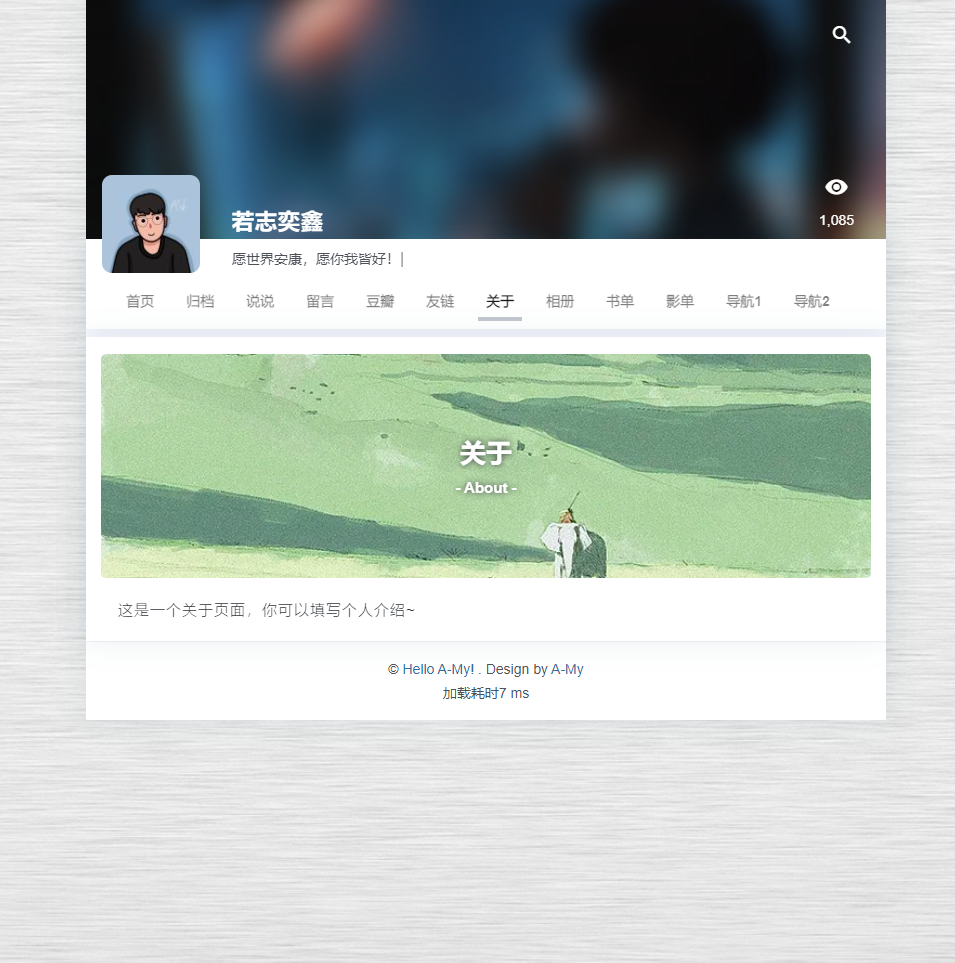 1,085
若志奕鑫
愿世界安康，愿你我皆好！|
首页 归档 说说 留言 豆瓣 友链 关于 相册 书单 影单 导航1 导航2
关于
- About -
这是一个关于页面，你可以填写个人介绍~
© Hello A-My! . Design by A-My
加载耗时7 ms